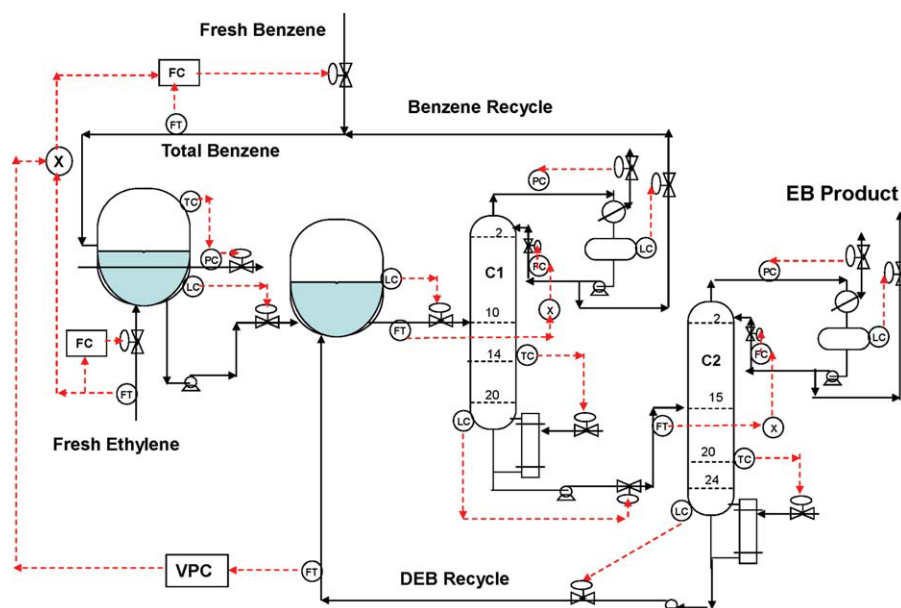 Fresh Benzene
FC
Benzene Recycle
FT
Total Benzene
X
TC
PC
LC
PC
LC
EB Product
2
FC
C1
LC
PC
10
FT
X
LC
2
FC
C2
FC
14
TC
FT
20
15
Fresh Ethylene
LC
FT
X
20
TC
24
LC
VPC
FT
DEB Recycle